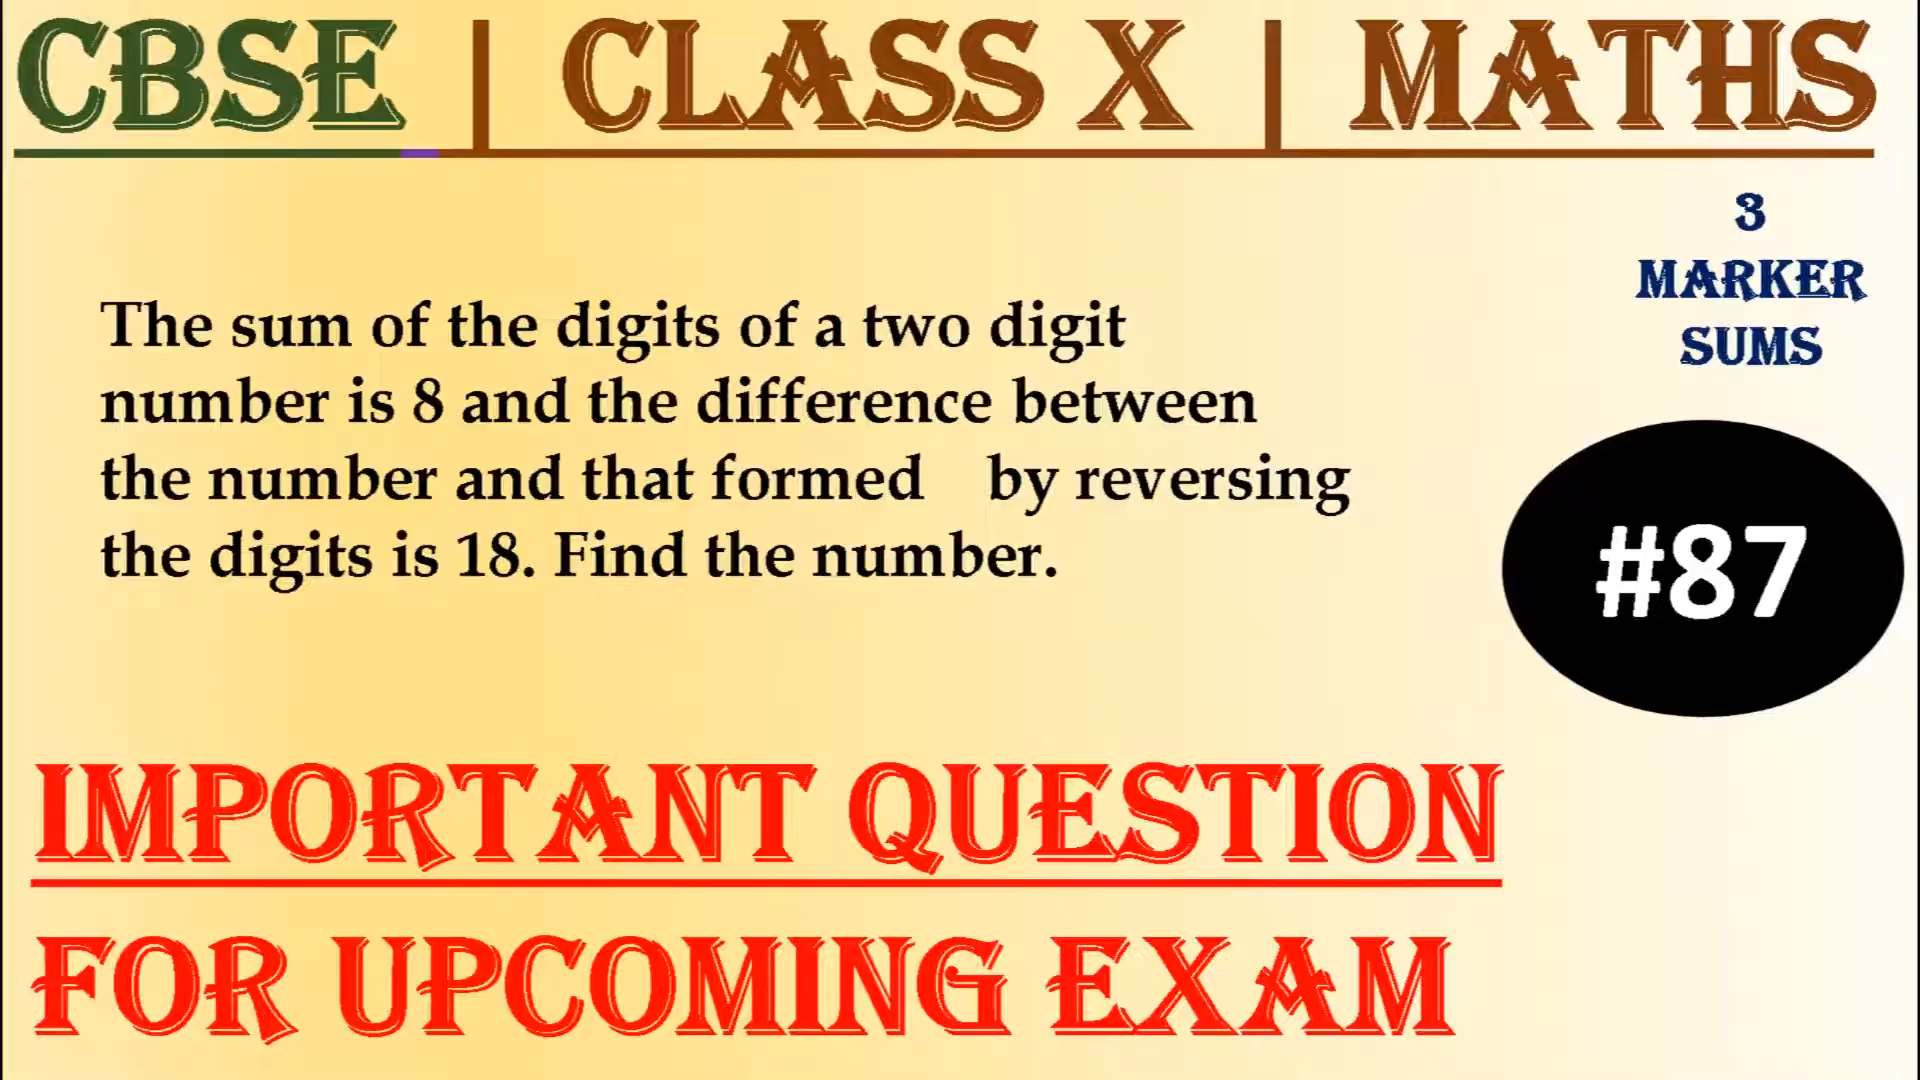 CBSE | CLASS X | MATHS
3
MARKER
SUMS
The sum of the digits of a two digit
number is 8 and the difference between
the number and that formed by reversing
the digits is 18. Find the number.
#87
IMPORTANT QUESTION
FOR UPCOMING EXAM